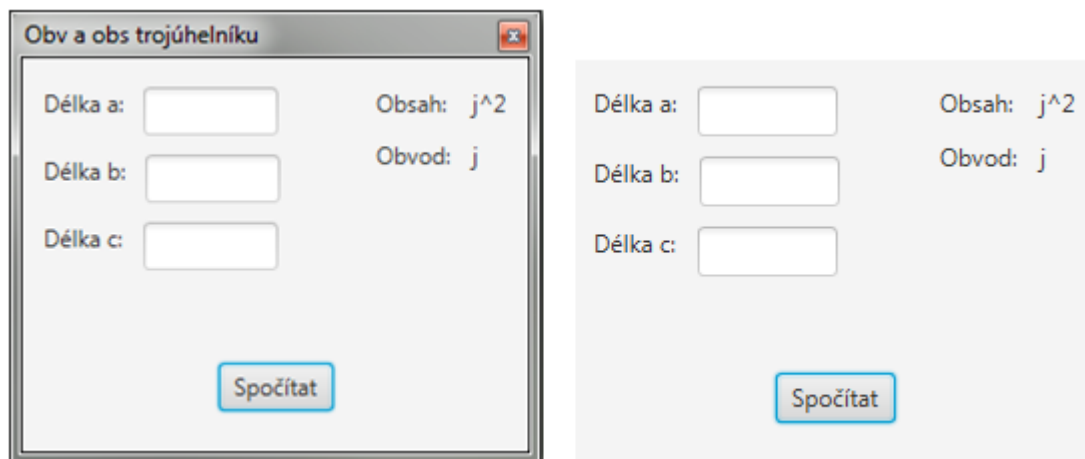 Obv a obs trojúhelníku
Délka a:
Obsah: j^2
Délka b:
Obvod: j
Délka c:
Spočítat
Délka a:
Obsah: j^2
Délka b:
Obvod: j
Délka c:
Spočítat